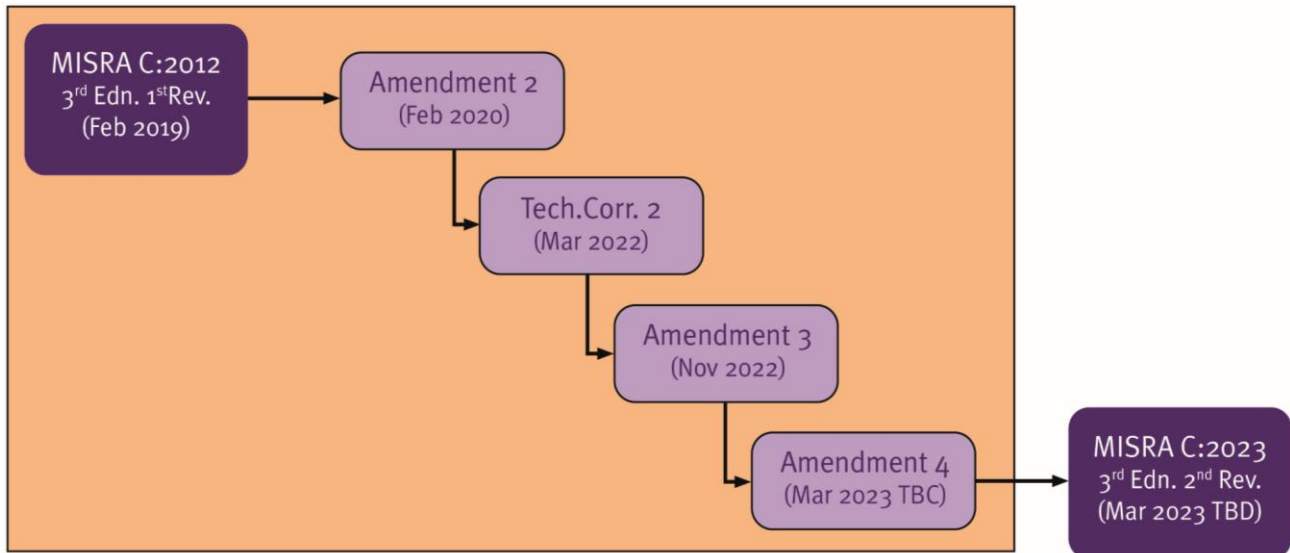 MISRA C:2012
3rd Edn. 1stRev.
(Feb 2019)
Amendment 2
(Feb 2020)
Tech.Corr. 2
(Mar 2022)
Amendment 3
(Nov 2022)
Amendment 4
(Mar 2023 TBC)
MISRA C:2023
3rd Edn. 2nd Rev.
(Mar 2023 TBD)